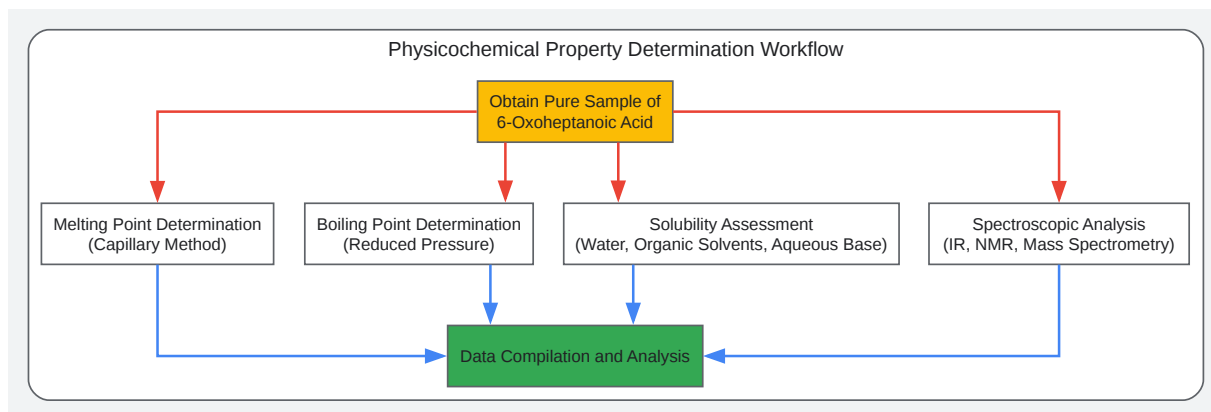 Physicochemical Property Determination Workflow
Obtain Pure Sample of
6-Oxoheptanoic Acid
Melting Point Determination
(Capillary Method)
Boiling Point Determination
(Reduced Pressure)
Solubility Assessment
(Water, Organic Solvents, Aqueous Base)
Spectroscopic Analysis
(IR, NMR, Mass Spectrometry)
Data Compilation and Analysis